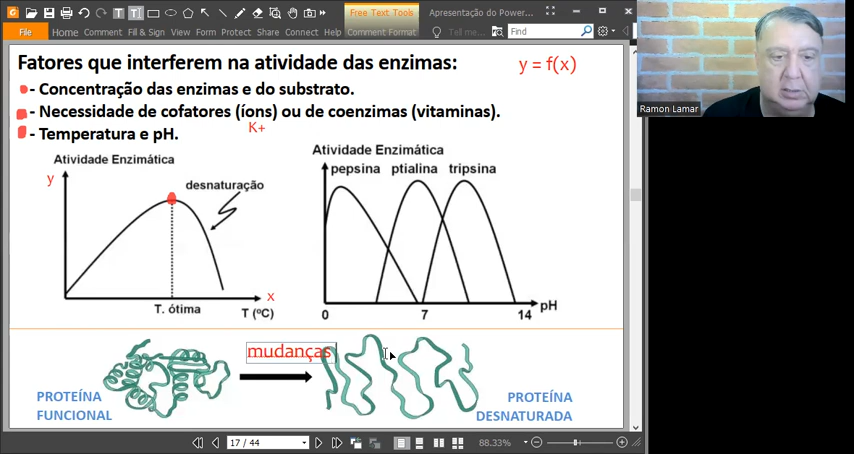 Free Text Tools
Apresentação do Power...
File
Home
Comment
Fill & Sign
View
Form
Protect
Share
Connect
Help
Comment Format
Tell me...
Find
Fatores que interferem na atividade das enzimas:
y = f(x)
- Concentração das enzimas e do substrato.
- Necessidade de cofatores (íons) ou de coenzimas (vitaminas).
K+
- Temperatura e pH.
Atividade Enzimática
y
desnaturação
x
T. ótima
T (ºC)
Atividade Enzimática
pepsina ptialina tripsina
0
7
14
pH
mudanças
PROTEÍNA
FUNCIONAL
PROTEÍNA
DESNATURADA
17 / 44
88.33%
Ramon Lamar